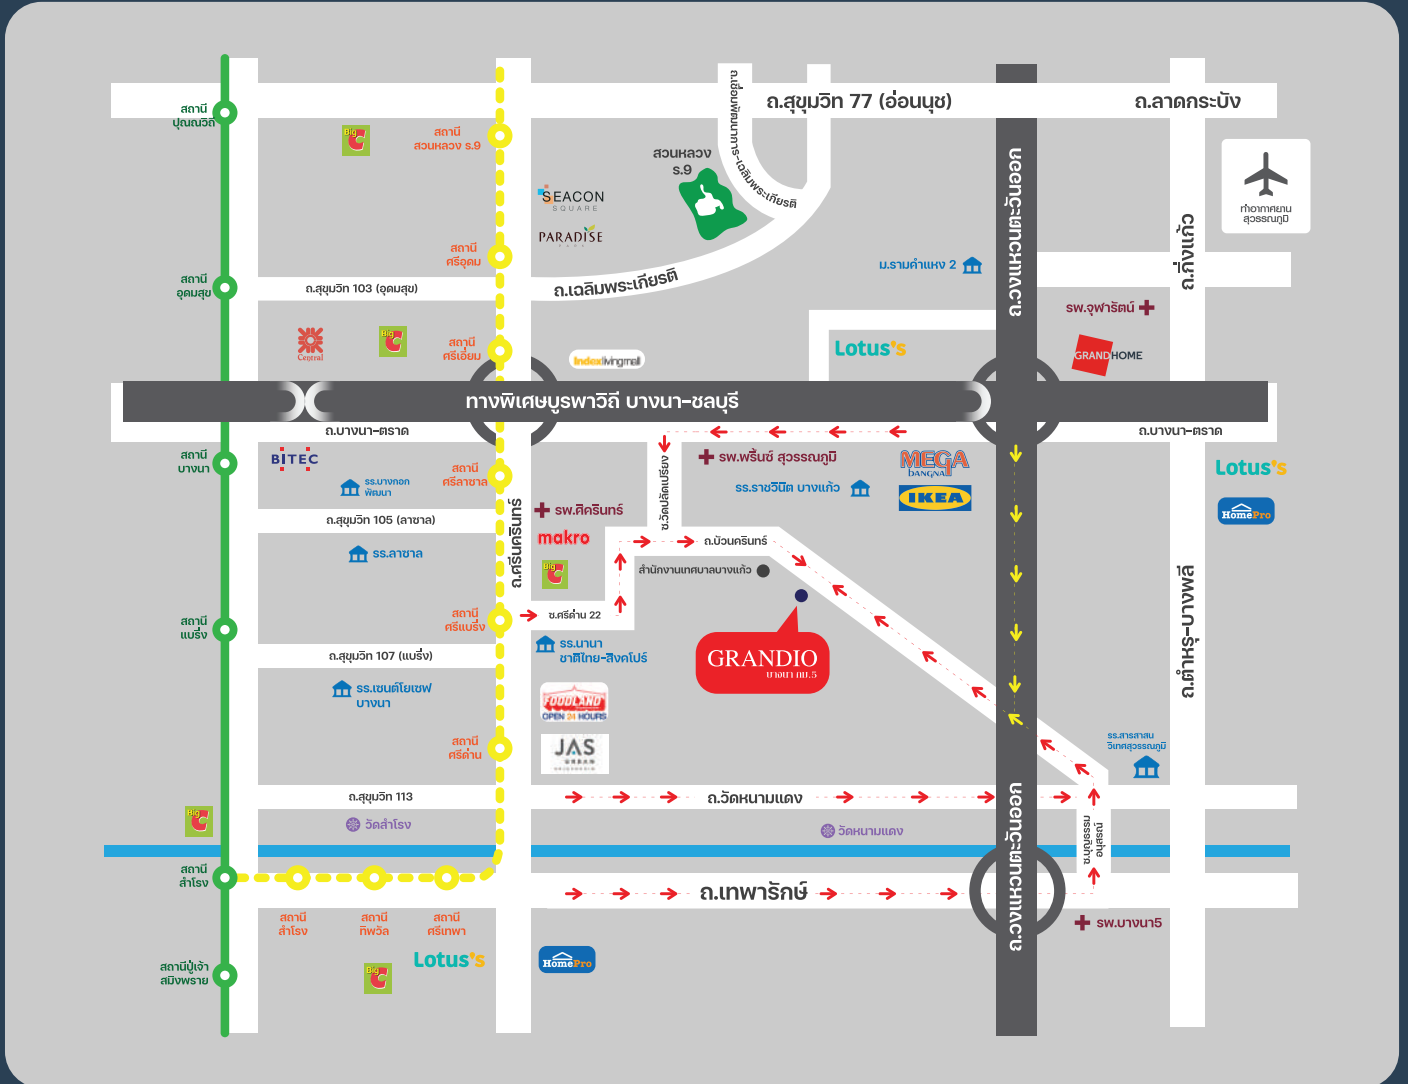 ถ.สุขุมวิท 77 (อ่อนนุช)
ถ.ลาดกระบัง
ถ.เชื่อมพัฒนาการ-เฉลิมพระเกียรติ
สถานี
ปุณณวิถี
Big C
สถานี
สวนหลวง ร.9
สวนหลวง
ร.9
SEACON
SQUARE
PARADISE
PARK
ถ.กาญจนาภิเษก
ท่าอากาศยาน
สุวรรณภูมิ
ถ.กิ่งแก้ว
สถานี
ศรีอุดม
ม.รามคำแหง 2
สถานี
อุดมสุข
ถ.สุขุมวิท 103 (อุดมสุข)
ถ.เฉลิมพระเกียรติ
รพ.จุฬารัตน์
Central
Big C
สถานี
ศรีเอี่ยม
Index livingmall
Lotus's
GRANDHOME
ทางพิเศษบูรพาวิถี บางนา-ชลบุรี
ถ.บางนา-ตราด
ถ.บางนา-ตราด
สถานี
บางนา
BITEC
สถานี
ศรีลาซาล
ซ.วัดปลัดเปรียง
รพ.พริ้นซ์ สุวรรณภูมิ
MEGA
BANGNA
Lotus's
รร.บางกอก
พัฒนา
รร.ราชวินิต บางแก้ว
IKEA
HomePro
ถ.สุขุมวิท 105 (ลาซาล)
ถ.ศรีนครินทร์
รพ.ศิครินทร์
makro
ถ.บัวนครินทร์
รร.ลาซาล
Big C
สำนักงานเทศบาลบางแก้ว
สถานี
แบริ่ง
สถานี
ศรีแบริ่ง
ซ.ศรีด่าน 22
ถ.ตำหรุ-บางพลี
ถ.สุขุมวิท 107 (แบริ่ง)
รร.นานา
ชาติไทย-สิงคโปร์
GRANDIO
บางนา กม.5
รร.เซนต์โยเซฟ
บางนา
FOODLAND
OPEN 24 HOURS
สถานี
ศรีด่าน
JAS
รร.สารสาสน์
วิเทศสุวรรณภูมิ
ถ.สุขุมวิท 113
ถ.วัดหนามแดง
ถ.กาญจนาภิเษก
Big C
วัดสำโรง
วัดหนามแดง
สถานี
สำโรง
ถ.เทพารักษ์
สถานี
สำโรง
สถานี
ทิพวัล
สถานี
ศรีเทพา
รพ.บางนา5
Lotus's
HomePro
สถานีปู่เจ้า
สมิงพราย
Big C